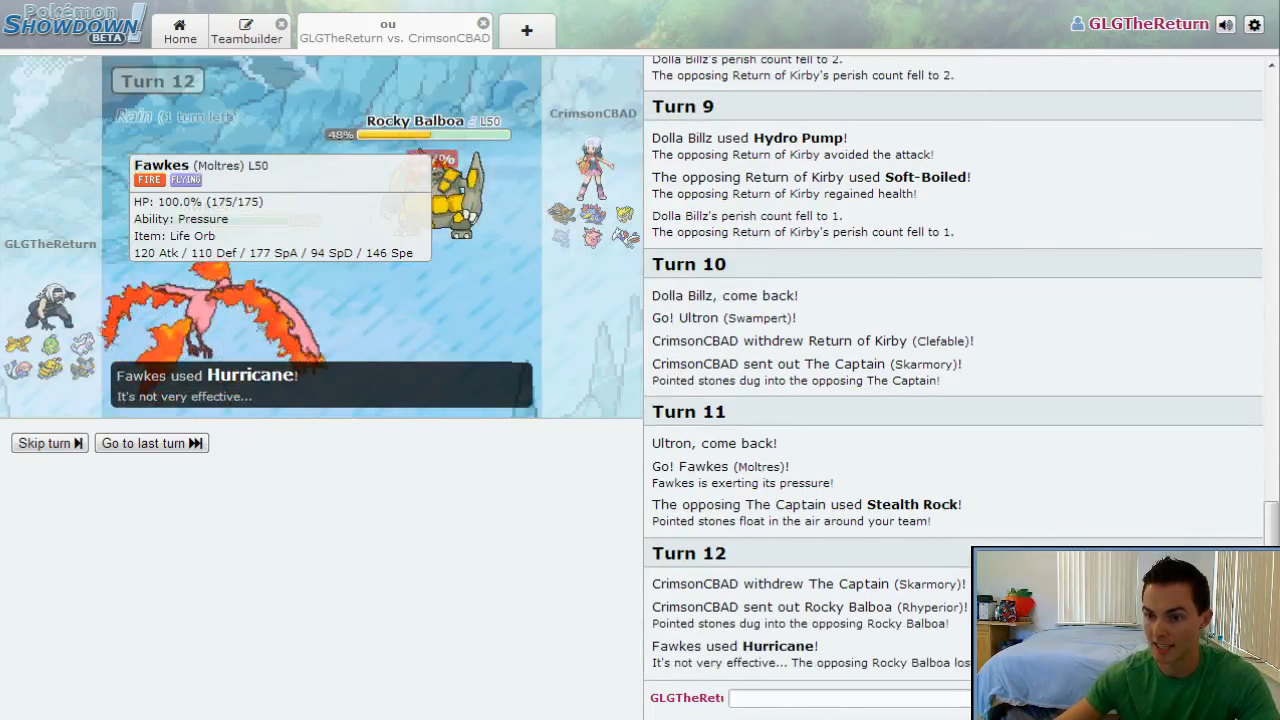 Pokémon
SHOWDOWN!
BETA
Home
Teambuilder
ou
GLGTheReturn vs. CrimsonCBAD
+
GLGTheReturn
Turn 12
Rain (1 turn left)
Rocky Balboa L50
48%
CrimsonCBAD
Fawkes (Moltres) L50
FIRE FLYING
HP: 100.0% (175/175)
Ability: Pressure
Item: Life Orb
120 Atk / 110 Def / 177 SpA / 94 SpD / 146 Spe
GLGTheReturn
Fawkes used Hurricane!
It's not very effective...
Skip turn
Go to last turn
Dolla Billz's perish count fell to 2.
The opposing Return of Kirby's perish count fell to 2.
Turn 9
Dolla Billz used Hydro Pump!
The opposing Return of Kirby avoided the attack!
The opposing Return of Kirby used Soft-Boiled!
The opposing Return of Kirby regained health!
Dolla Billz's perish count fell to 1.
The opposing Return of Kirby's perish count fell to 1.
Turn 10
Dolla Billz, come back!
Go! Ultron (Swampert)!
CrimsonCBAD withdrew Return of Kirby (Clefable)!
CrimsonCBAD sent out The Captain (Skarmory)!
Pointed stones dug into the opposing The Captain!
Turn 11
Ultron, come back!
Go! Fawkes (Moltres)!
Fawkes is exerting its pressure!
The opposing The Captain used Stealth Rock!
Pointed stones float in the air around your team!
Turn 12
CrimsonCBAD withdrew The Captain (Skarmory)!
CrimsonCBAD sent out Rocky Balboa (Rhyperior)!
Pointed stones dug into the opposing Rocky Balboa!
Fawkes used Hurricane!
It's not very effective... The opposing Rocky Balboa los
GLGTheRetu